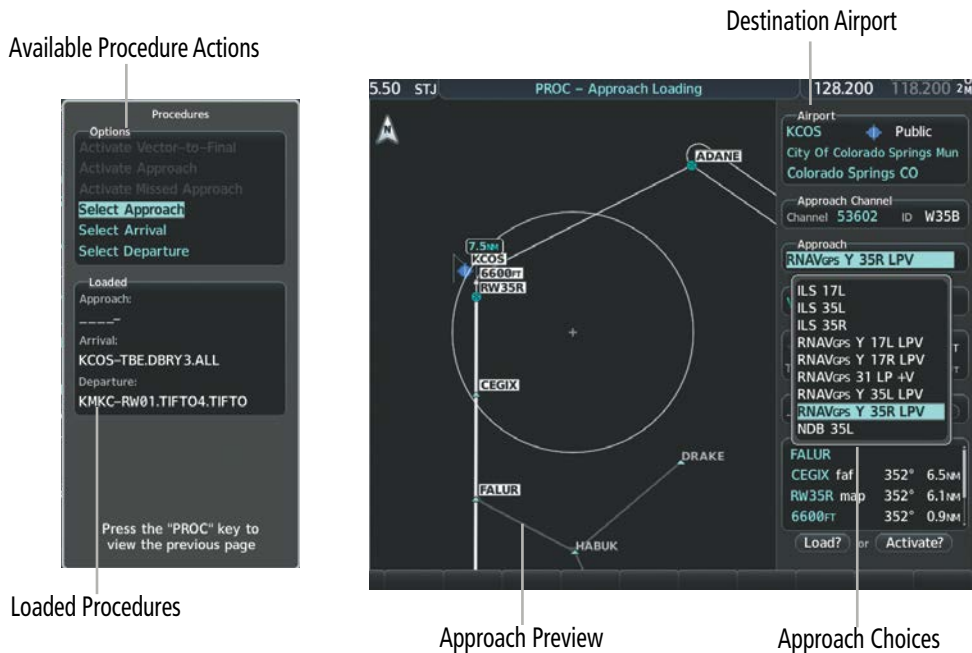 Destination Airport
Available Procedure Actions
Procedures
Options
Activate Vector-to-Final
Activate Approach
Activate Missed Approach
Select Approach
Select Arrival
Select Departure
Loaded
Approach:
____-
Arrival:
KCOS-TBE.DBRY3.ALL
Departure:
KMKC-RW01.TIFTO4.TIFTO
Press the "PROC" key to
view the previous page
Loaded Procedures
5.50 STJ
PROC - Approach Loading
128.200 118.200
N
ADANE
7.5NM
KCOS
6600FT
RW35R
CEGIX
FALUR
DRAKE
HABUK
Airport
KCOS Public
City Of Colorado Springs Mun
Colorado Springs CO
Approach Channel
Channel 53602 ID W35B
Approach
RNAVGPS Y 35R LPV
ILS 17L
ILS 35L
ILS 35R
RNAVGPS Y 17L LPV
RNAVGPS Y 17R LPV
RNAVGPS 31 LP +V
RNAVGPS Y 35L LPV
RNAVGPS Y 35R LPV
NDB 35L
FALUR
CEGIX faf 352° 6.5NM
RW35R map 352° 6.1NM
6600FT 352° 0.9NM
Load? or Activate?
Approach Preview
Approach Choices